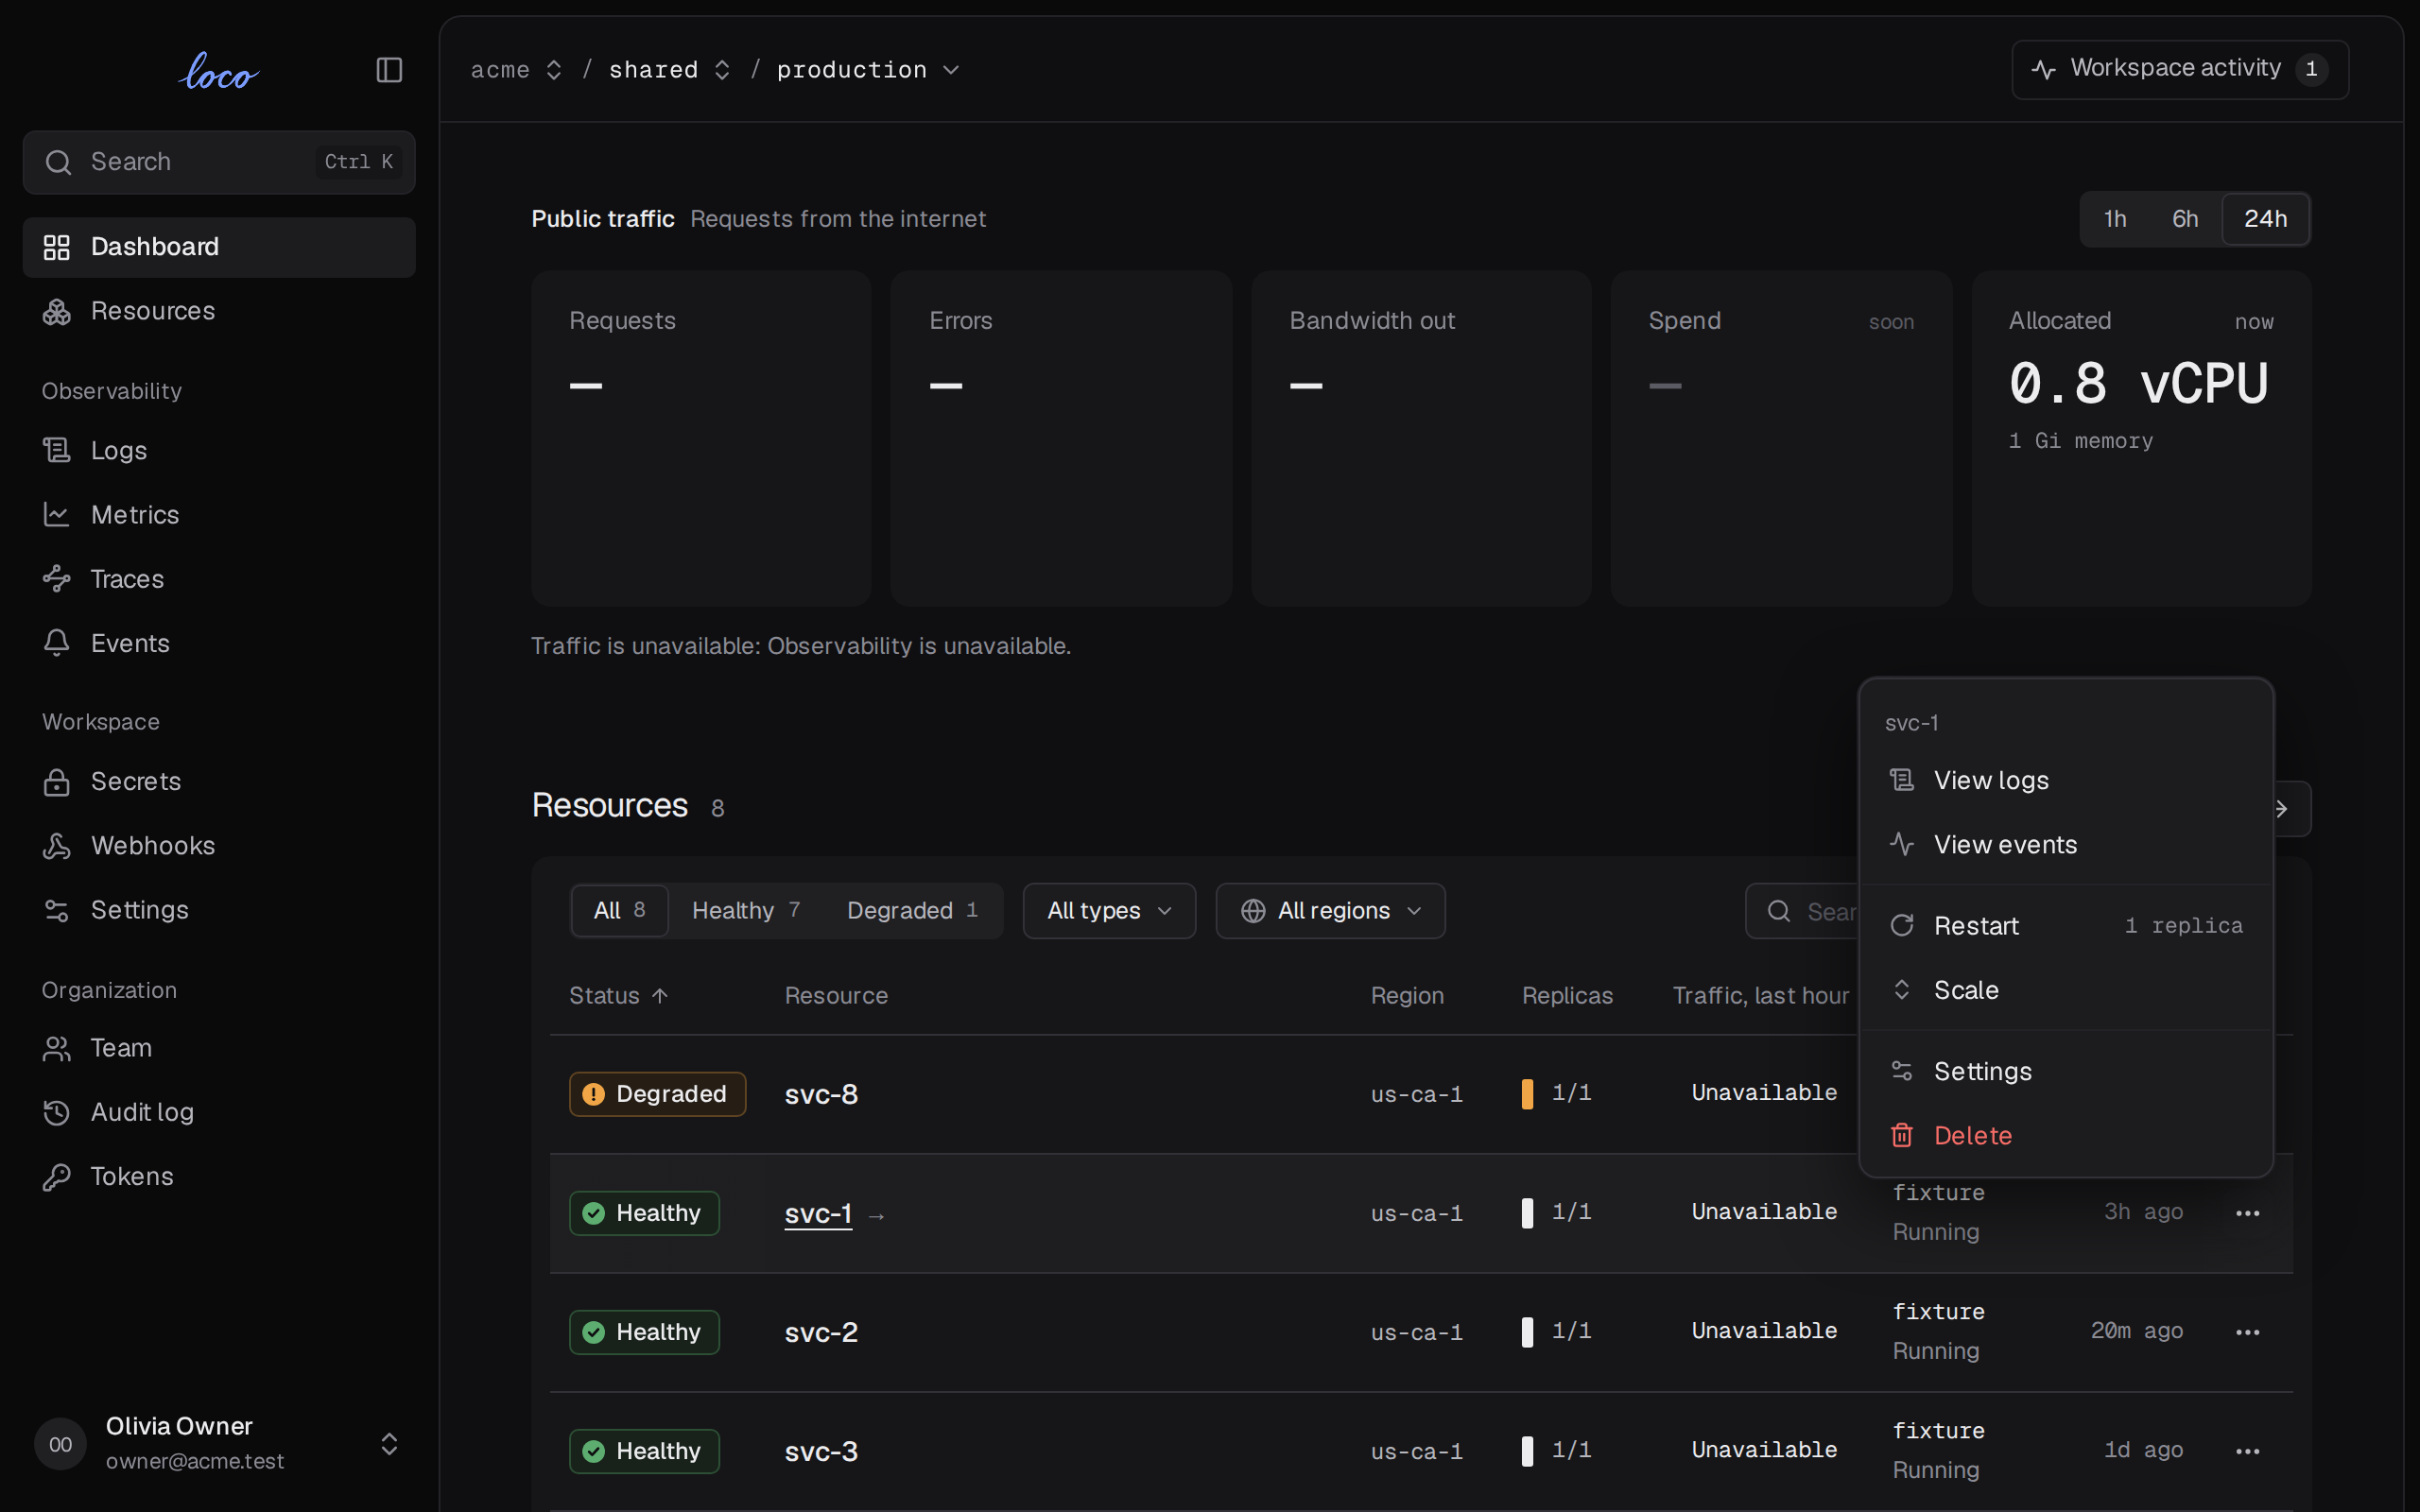 loco
Search Ctrl K
Dashboard
Resources
Observability
Logs
Metrics
Traces
Events
Workspace
Secrets
Webhooks
Settings
Organization
Team
Audit log
Tokens
OO Olivia Owner
owner@acme.test
acme / shared / production
Workspace activity 1
Public traffic Requests from the internet
1h 6h 24h
Requests
—
Errors
—
Bandwidth out
—
Spend soon
—
Allocated now
0.8 vCPU
1 Gi memory
Traffic is unavailable: Observability is unavailable.
Resources 8
All 8 Healthy 7 Degraded 1 All types All regions Sear
Status ↑ Resource Region Replicas Traffic, last hour
Degraded svc-8 us-ca-1 1/1 Unavailable
Healthy svc-1 → us-ca-1 1/1 Unavailable fixture Running 3h ago
Healthy svc-2 us-ca-1 1/1 Unavailable fixture Running 20m ago
Healthy svc-3 us-ca-1 1/1 Unavailable fixture Running 1d ago
svc-1
View logs
View events
Restart 1 replica
Scale
Settings
Delete